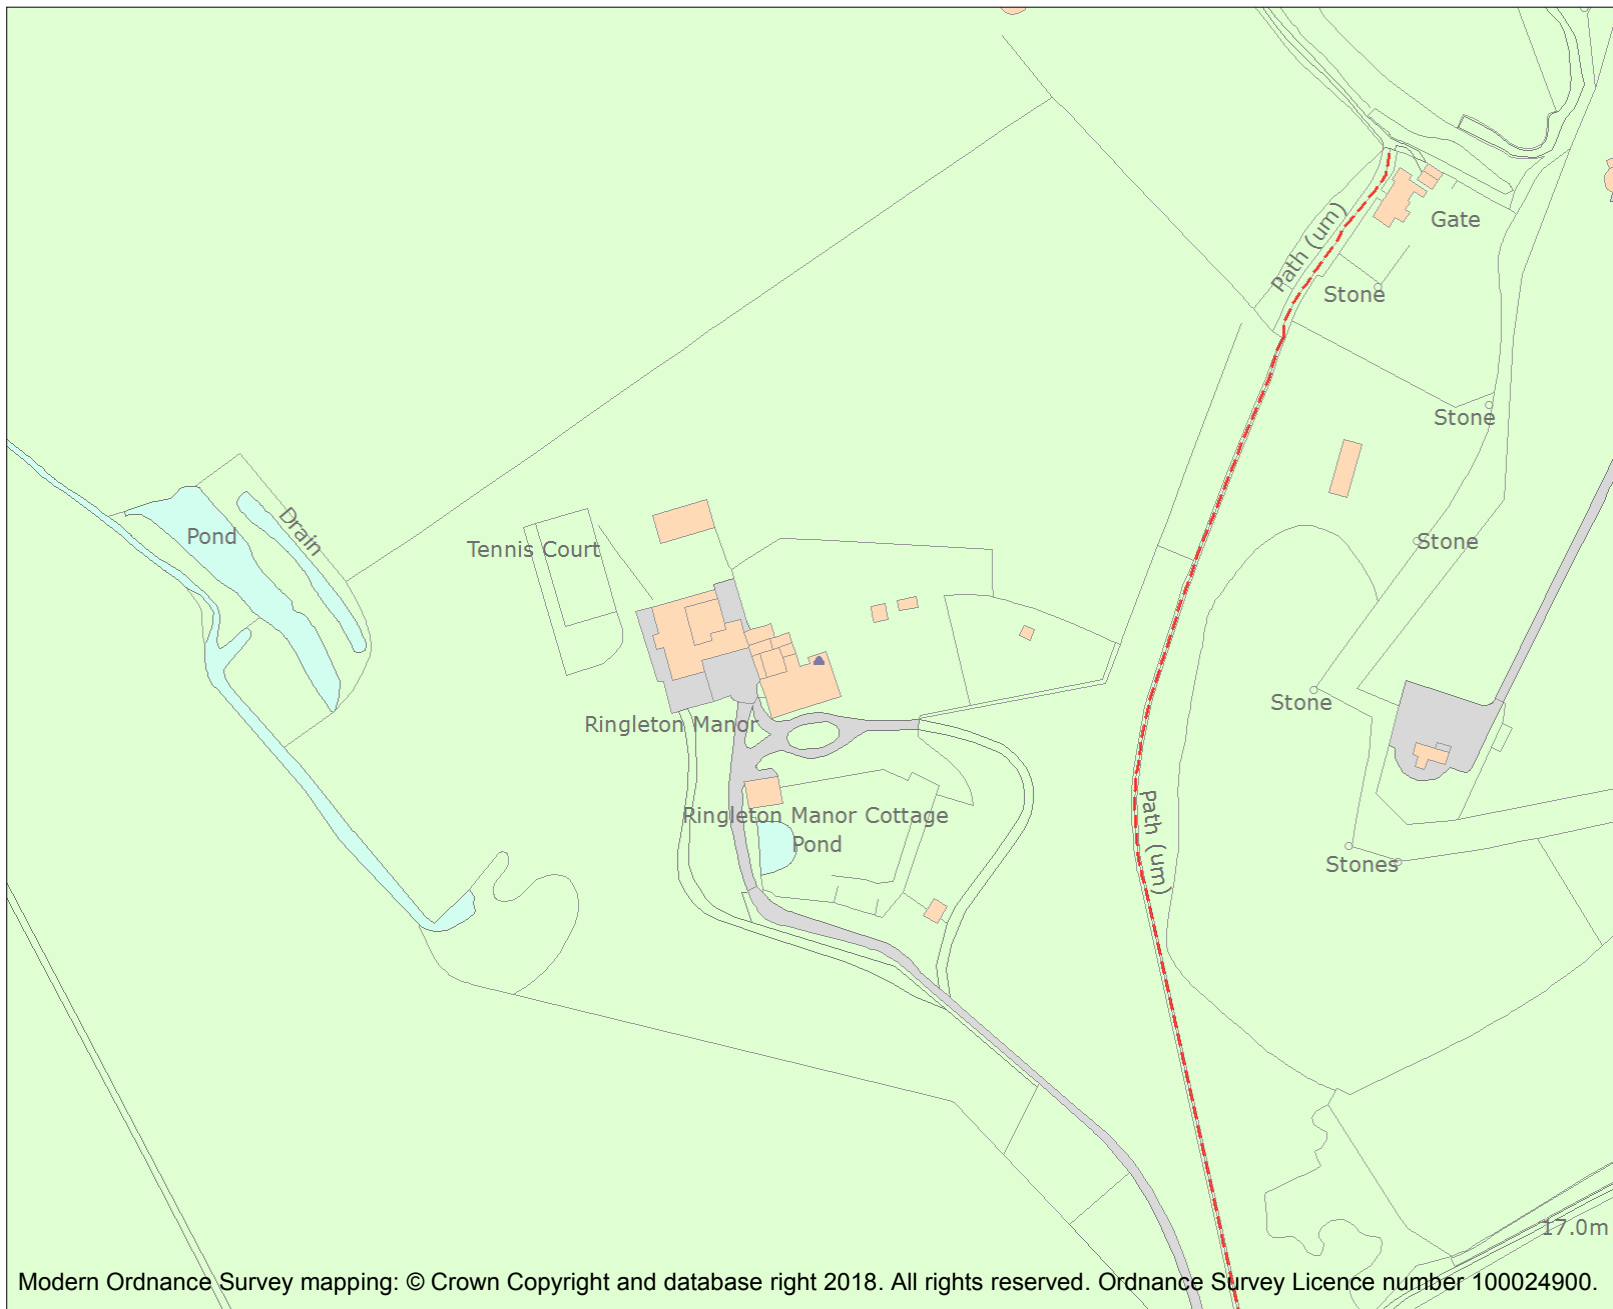 Gate
Path (um)
Stone
Stone
Pond
Drain
Tennis Court
Stone
Stone
Ringleton Manor
Ringleton Manor Cottage
Pond
Path (um)
Stones
17.0m
Modern Ordnance Survey mapping: © Crown Copyright and database right 2018. All rights reserved. Ordnance Survey Licence number 100024900.